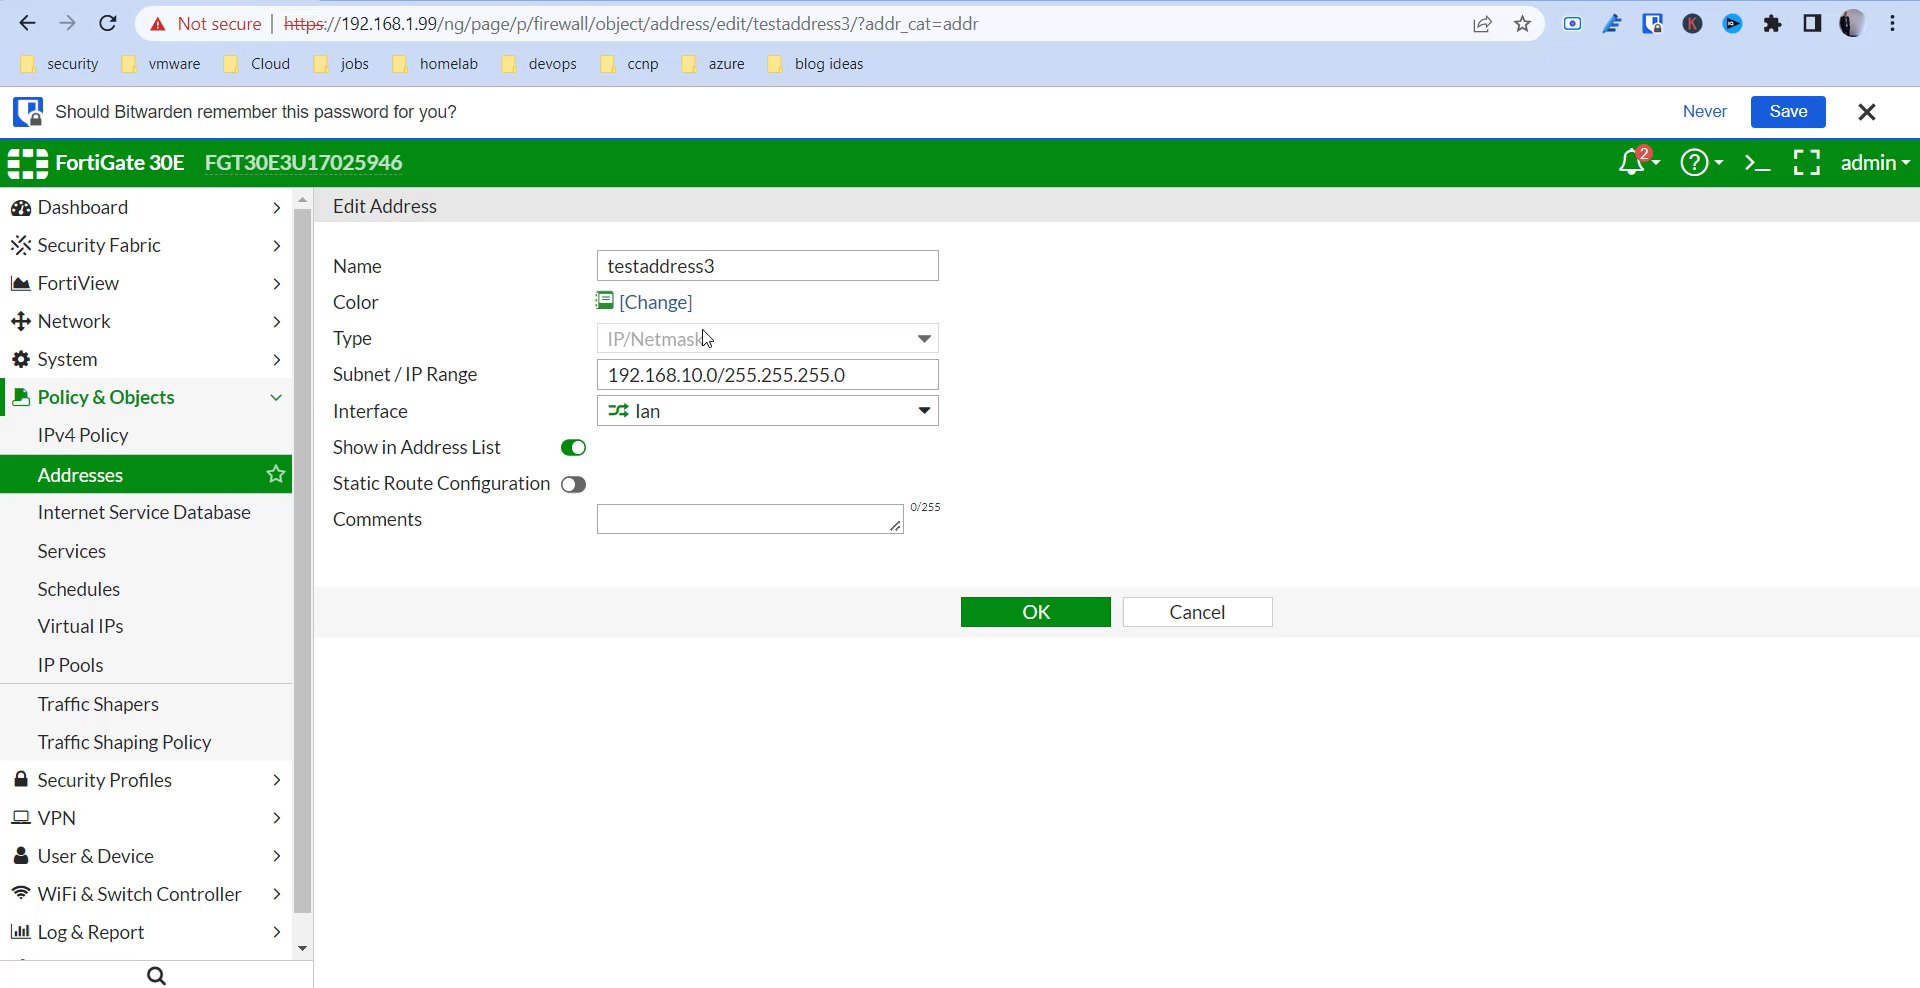 Not secure | https://192.168.1.99/ng/page/p/firewall/object/address/edit/testaddress3/?addr_cat=addr
security vmware Cloud jobs homelab devops ccnp azure blog ideas
Should Bitwarden remember this password for you? Never Save
FortiGate 30E FGT30E3U17025946 2 admin
Dashboard
Security Fabric
FortiView
Network
System
Policy & Objects
IPv4 Policy
Addresses
Internet Service Database
Services
Schedules
Virtual IPs
IP Pools
Traffic Shapers
Traffic Shaping Policy
Security Profiles
VPN
User & Device
WiFi & Switch Controller
Log & Report
Edit Address
Name testaddress3
Color [Change]
Type IP/Netmask
Subnet / IP Range 192.168.10.0/255.255.255.0
Interface lan
Show in Address List
Static Route Configuration
Comments 0/255
OK Cancel